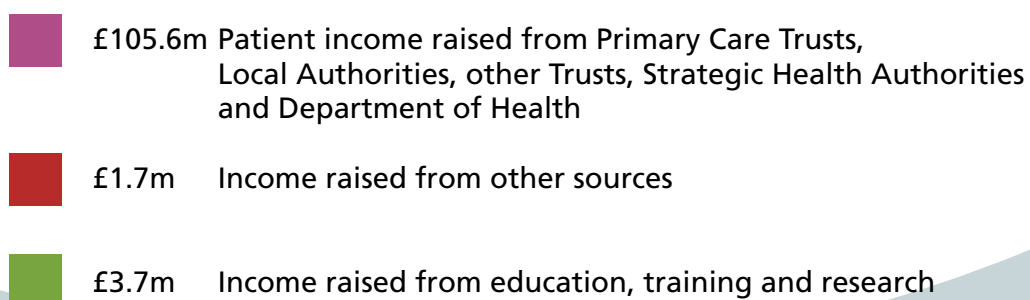 £105.6m Patient income raised from Primary Care Trusts,
Local Authorities, other Trusts, Strategic Health Authorities
and Department of Health
£1.7m Income raised from other sources
£3.7m Income raised from education, training and research